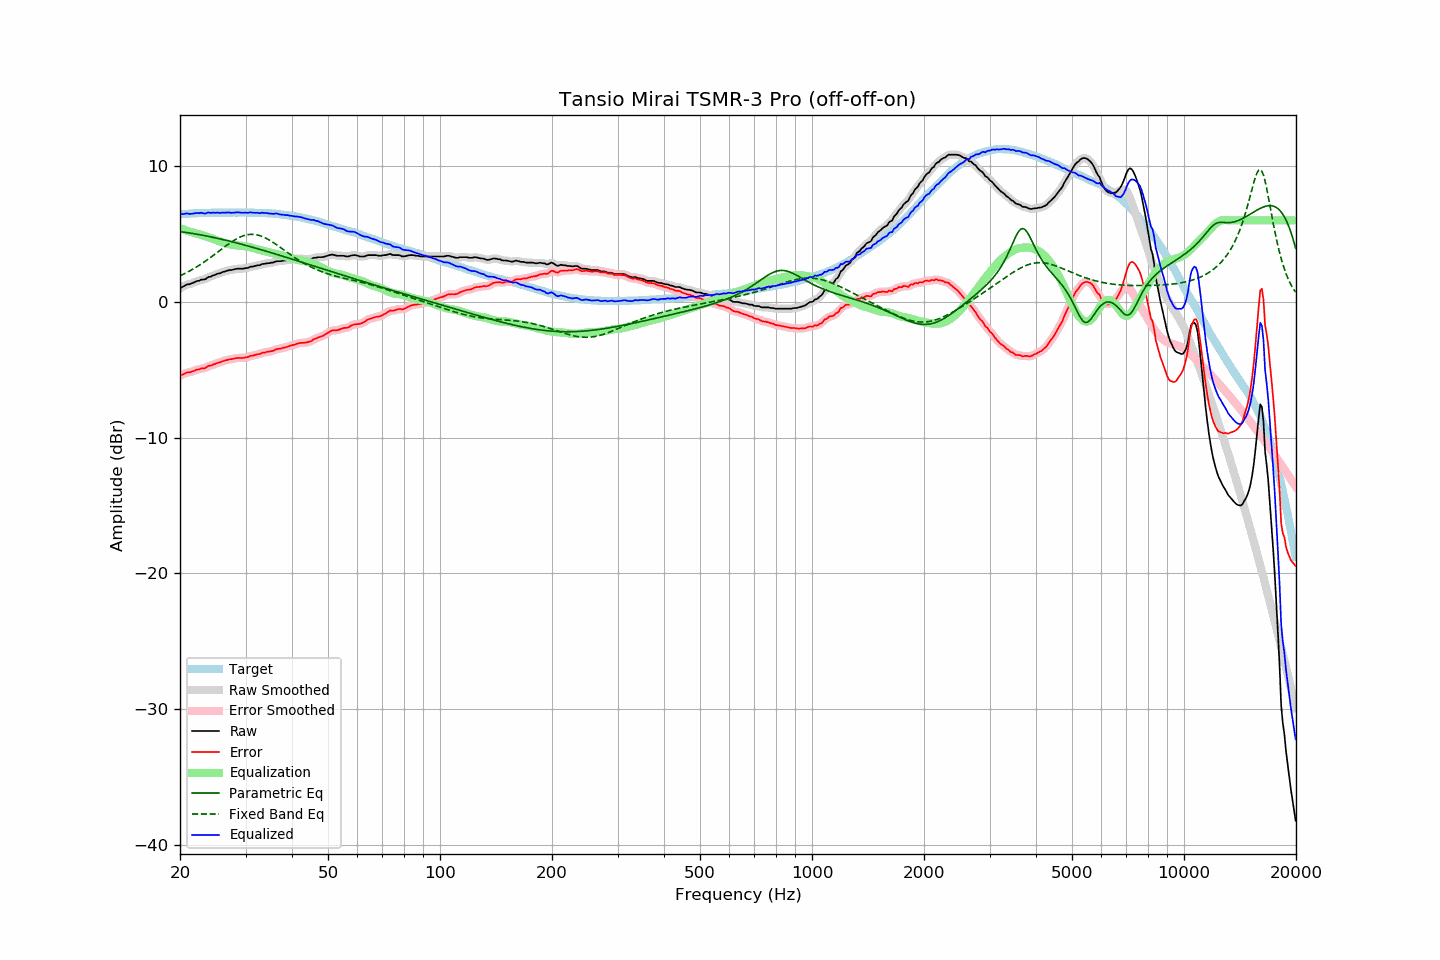 Tansio Mirai TSMR-3 Pro (off-off-on)
10
0
−10
−20
−30
−40
Amplitude (dBr)
Target
Raw Smoothed
Error Smoothed
Raw
Error
Equalization
Parametric Eq
Fixed Band Eq
Equalized
20 50 100 200 500 1000 2000 5000 10000 20000
Frequency (Hz)